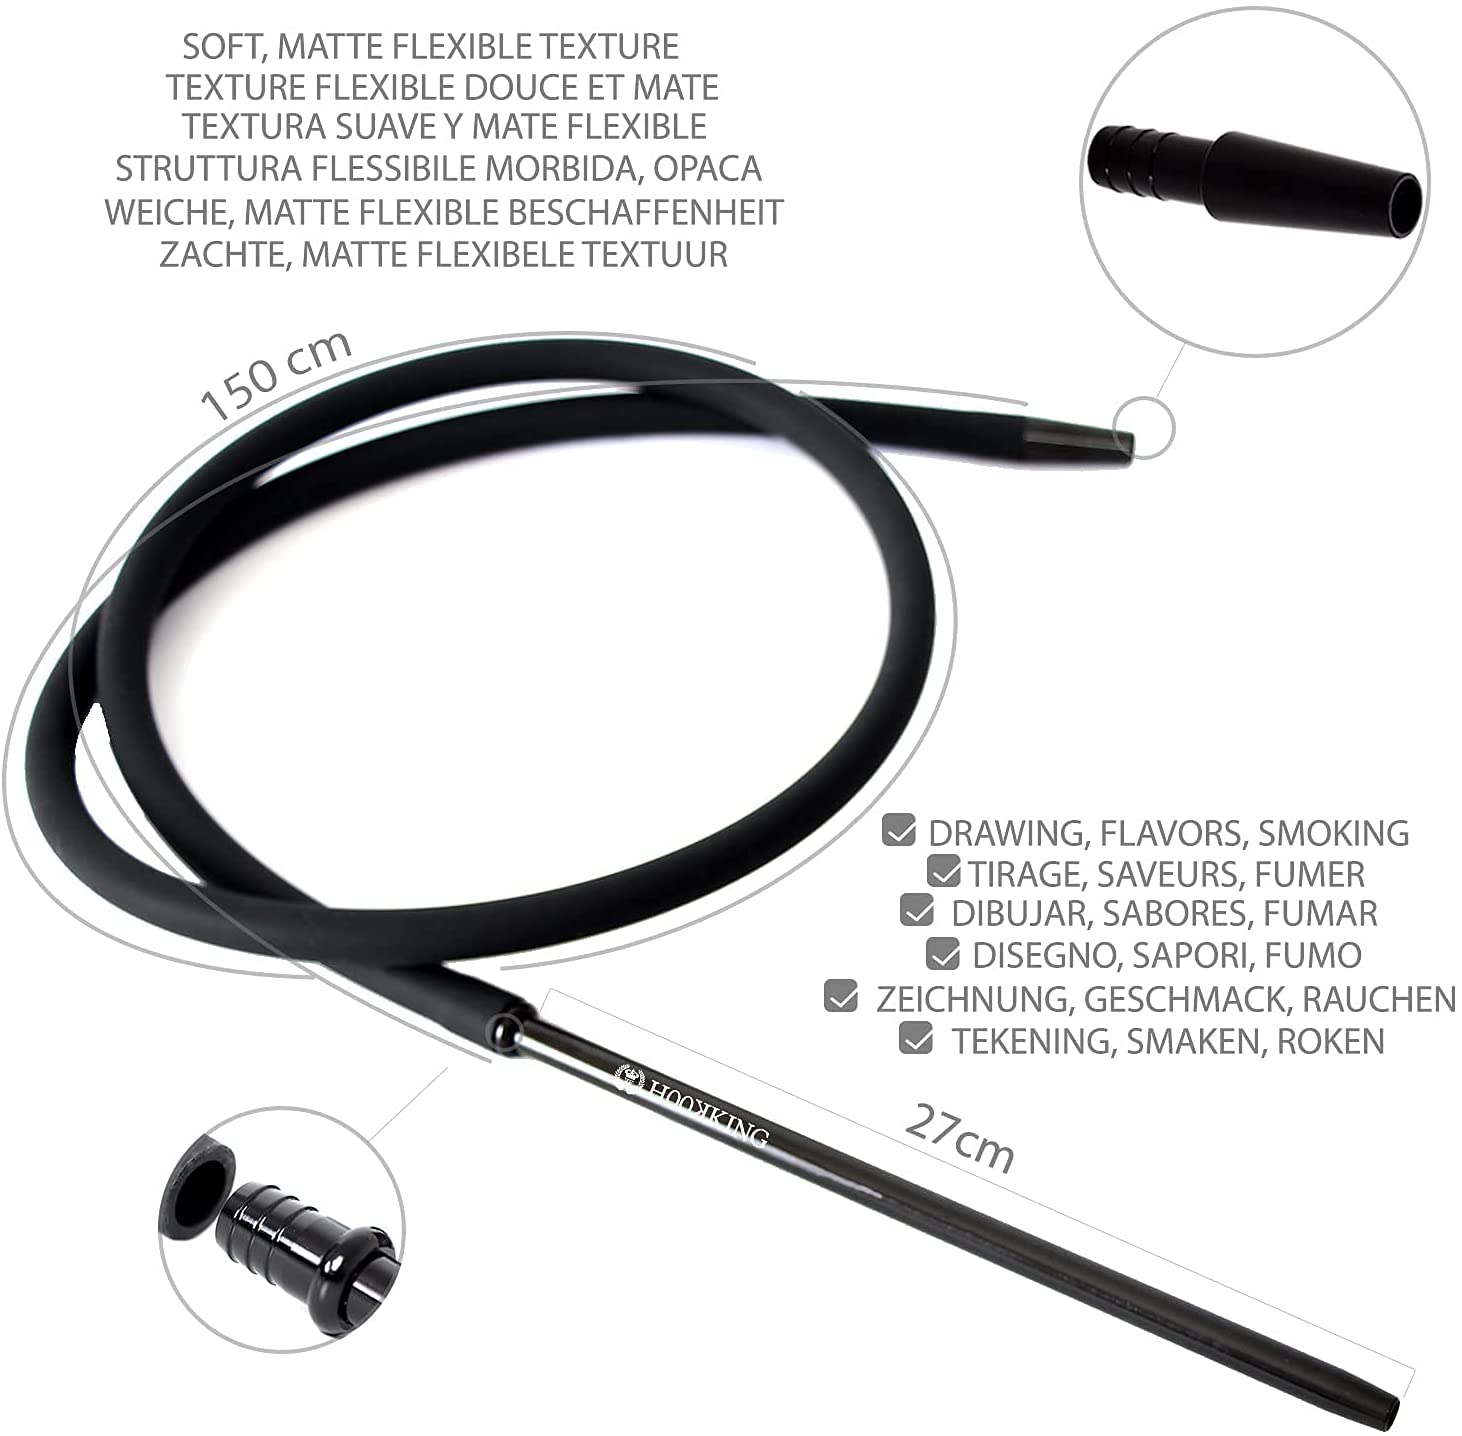 SOFT, MATTE FLEXIBLE TEXTURE
TEXTURE FLEXIBLE DOUCE ET MATE
TEXTURA SUAVE Y MATE FLEXIBLE
STRUTTURA FLESSIBILE MORBIDA, OPACA
WEICHE, MATTE FLEXIBLE BESCHAFFENHEIT
ZACHTE, MATTE FLEXIBELE TEXTUUR
150 cm
DRAWING, FLAVORS, SMOKING
TIRAGE, SAVEURS, FUMER
DIBUJAR, SABORES, FUMAR
DISEGNO, SAPORI, FUMO
ZEICHNUNG, GESCHMACK, RAUCHEN
TEKENING, SMAKEN, ROKEN
HOOKKING
27cm